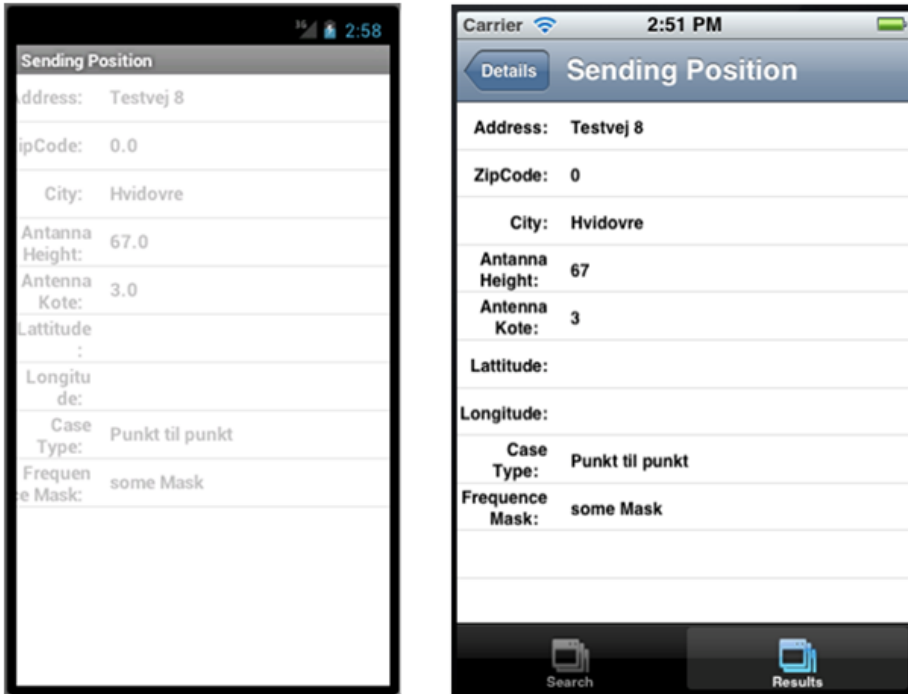 3G 2:58
Sending Position
Address: Testvej 8
ipCode: 0.0
City: Hvidovre
Antanna
Height: 67.0
Antenna
Kote: 3.0
Lattitude
:
Longitu
de:
Case
Type: Punkt til punkt
Frequen
ce Mask: some Mask
Carrier 2:51 PM
Details Sending Position
Address: Testvej 8
ZipCode: 0
City: Hvidovre
Antanna
Height: 67
Antenna
Kote: 3
Lattitude:
Longitude:
Case
Type: Punkt til punkt
Frequence
Mask: some Mask
Search Results